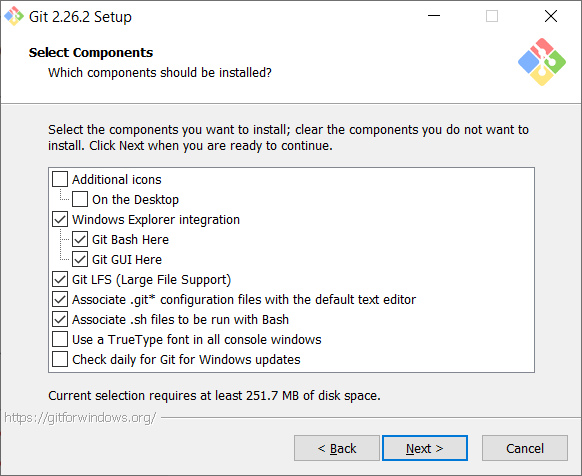 Git 2.26.2 Setup
Select Components
Which components should be installed?
Select the components you want to install; clear the components you do not want to
install. Click Next when you are ready to continue.
Additional icons
On the Desktop
Windows Explorer integration
Git Bash Here
Git GUI Here
Git LFS (Large File Support)
Associate .git* configuration files with the default text editor
Associate .sh files to be run with Bash
Use a TrueType font in all console windows
Check daily for Git for Windows updates
Current selection requires at least 251.7 MB of disk space.
https://gitforwindows.org/
< Back
Next >
Cancel